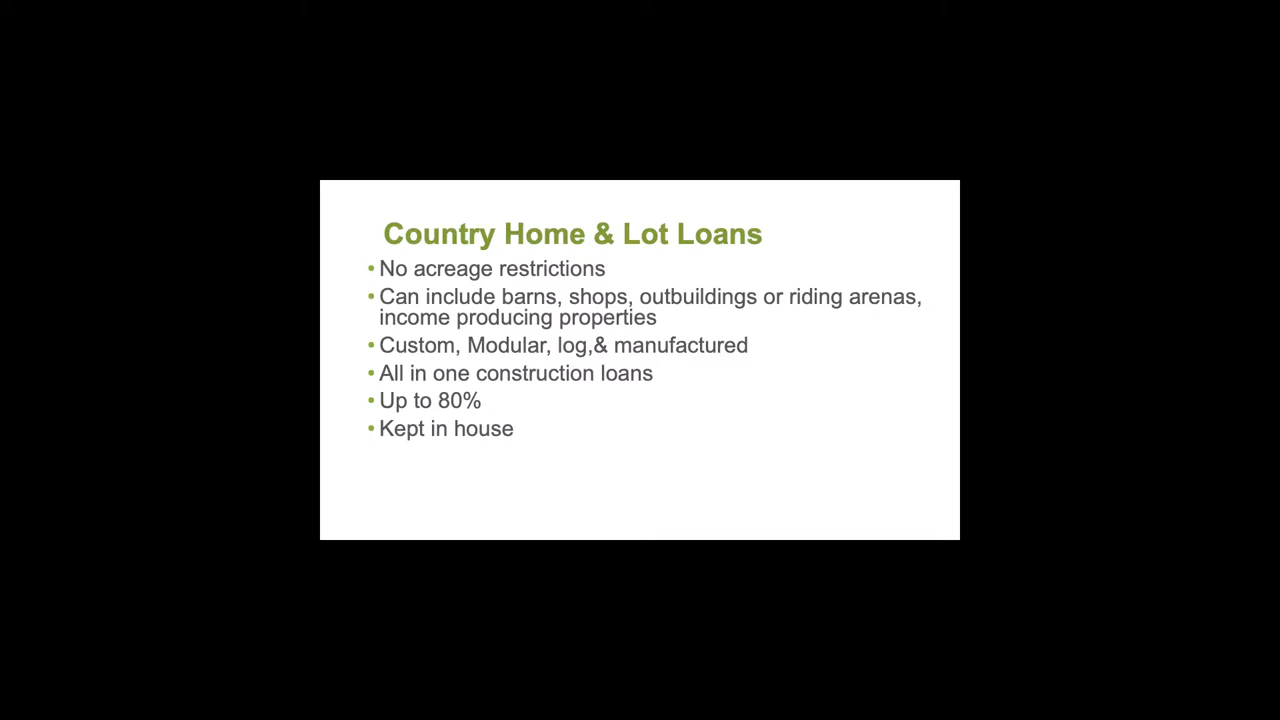 Country Home & Lot Loans
• No acreage restrictions
• Can include barns, shops, outbuildings or riding arenas,
income producing properties
• Custom, Modular, log,& manufactured
• All in one construction loans
• Up to 80%
• Kept in house